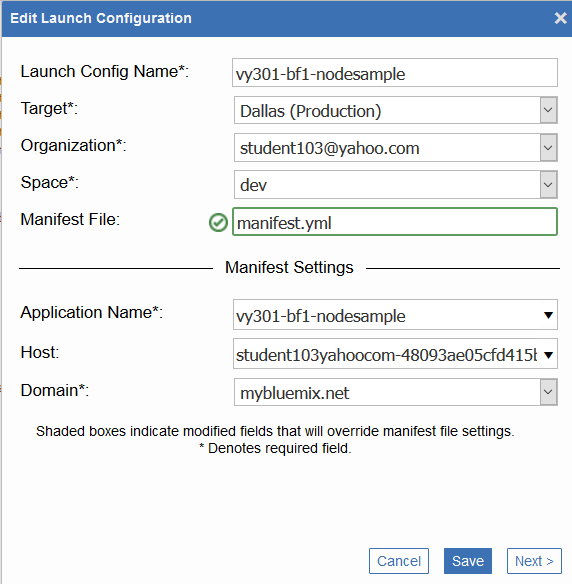 Edit Launch Configuration
Launch Config Name*: vy301-bf1-nodesample
Target*: Dallas (Production)
Organization*: student103@yahoo.com
Space*: dev
Manifest File: manifest.yml
Manifest Settings
Application Name*: vy301-bf1-nodesample
Host: student103yahoocom-48093ae05cfd415b
Domain*: mybluemix.net
Shaded boxes indicate modified fields that will override manifest file settings.
* Denotes required field.
Cancel Save Next >